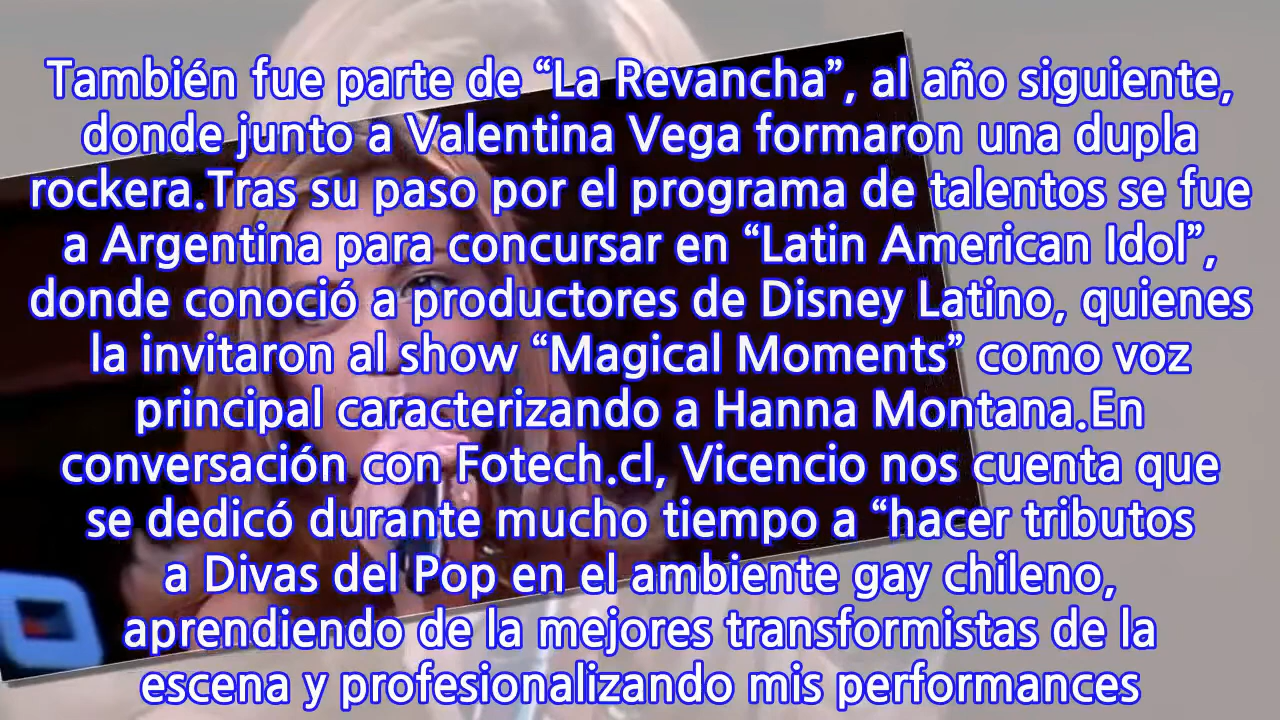 También fue parte de “La Revancha”, al año siguiente,
donde junto a Valentina Vega formaron una dupla
rockera.Tras su paso por el programa de talentos se fue
a Argentina para concursar en “Latin American Idol”,
donde conoció a productores de Disney Latino, quienes
la invitaron al show “Magical Moments” como voz
principal caracterizando a Hanna Montana.En
conversación con Fotech.cl, Vicencio nos cuenta que
se dedicó durante mucho tiempo a “hacer tributos
a Divas del Pop en el ambiente gay chileno,
aprendiendo de la mejores transformistas de la
escena y profesionalizando mis performances